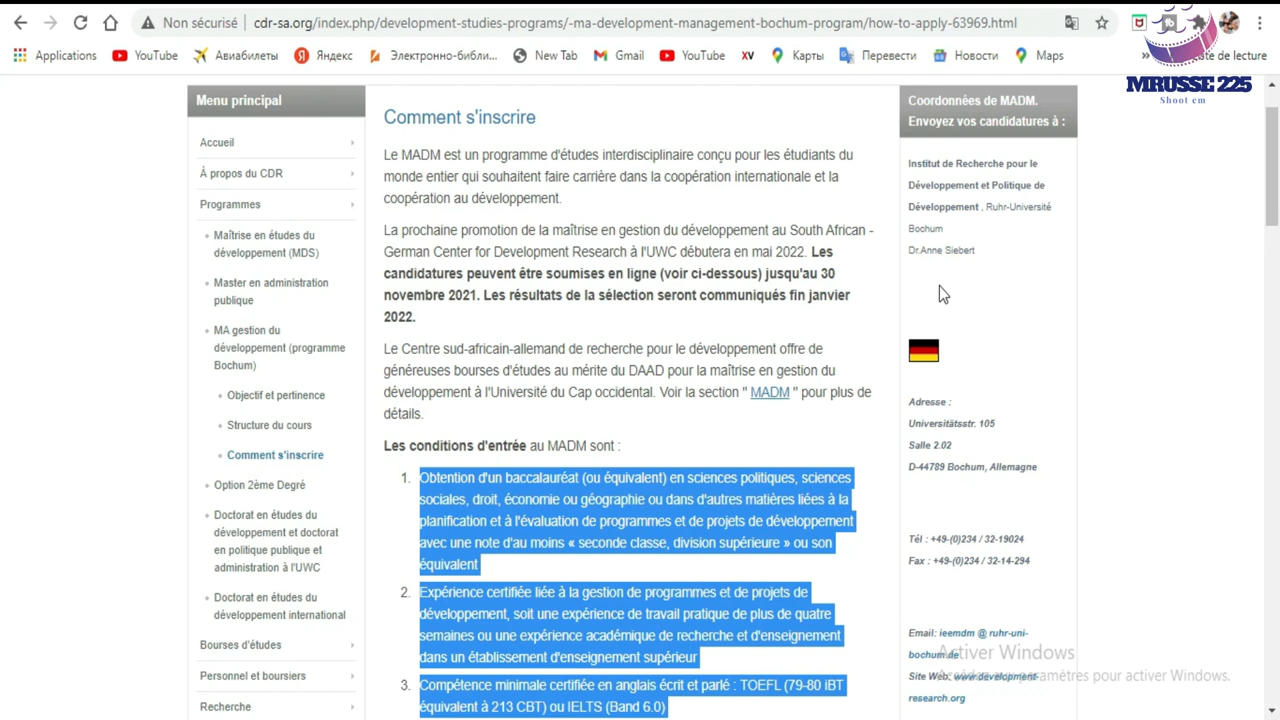 Non sécurisé | cdr-sa.org/index.php/development-studies-programs/-ma-development-management-bochum-program/how-to-apply-63969.html
Applications YouTube Авиабилеты Яндекс Электронно-библи... New Tab Gmail YouTube XV Карты Перевести Новости Maps » te de lecture
MRUSSE 225
Shoot em
Menu principal
Accueil
À propos du CDR
Programmes
Maîtrise en études du
développement (MDS)
Master en administration
publique
MA gestion du
développement (programme
Bochum)
Objectif et pertinence
Structure du cours
Comment s'inscrire
Option 2ème Degré
Doctorat en études du
développement et doctorat
en politique publique et
administration à l'UWC
Doctorat en études du
développement international
Bourses d'études
Personnel et boursiers
Recherche
Comment s'inscrire
Le MADM est un programme d'études interdisciplinaire conçu pour les étudiants du
monde entier qui souhaitent faire carrière dans la coopération internationale et la
coopération au développement.
La prochaine promotion de la maîtrise en gestion du développement au South African -
German Center for Development Research à l'UWC débutera en mai 2022. Les
candidatures peuvent être soumises en ligne (voir ci-dessous) jusqu'au 30
novembre 2021. Les résultats de la sélection seront communiqués fin janvier
2022.
Le Centre sud-africain-allemand de recherche pour le développement offre de
généreuses bourses d'études au mérite du DAAD pour la maîtrise en gestion du
développement à l'Université du Cap occidental. Voir la section " MADM " pour plus de
détails.
Les conditions d'entrée au MADM sont :
1. Obtention d'un baccalauréat (ou équivalent) en sciences politiques, sciences
sociales, droit, économie ou géographie ou dans d'autres matières liées à la
planification et à l'évaluation de programmes et de projets de développement
avec une note d'au moins « seconde classe, division supérieure » ou son
équivalent
2. Expérience certifiée liée à la gestion de programmes et de projets de
développement, soit une expérience de travail pratique de plus de quatre
semaines ou une expérience académique de recherche et d'enseignement
dans un établissement d'enseignement supérieur
3. Compétence minimale certifiée en anglais écrit et parlé : TOEFL (79-80 iBT
équivalent à 213 CBT) ou IELTS (Band 6.0)
Coordonnées de MADM.
Envoyez vos candidatures à :
Institut de Recherche pour le
Développement et Politique de
Développement , Ruhr-Université
Bochum
Dr.Anne Siebert
Adresse :
Universitätsstr. 105
Salle 2.02
D-44789 Bochum, Allemagne
Tél : +49-(0)234 / 32-19024
Fax : +49-(0)234 / 32-14-294
Email: ieemdm @ ruhr-uni-
bochum.de
Site Web: www.development-
research.org
Activer Windows
paramètres pour activer Windows.